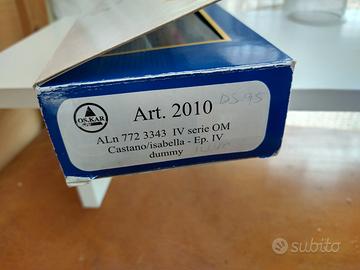 OS.KAR
Art. 2010
ALn 772 3343 IV serie OM
Castano/isabella - Ep. IV
dummy
subito